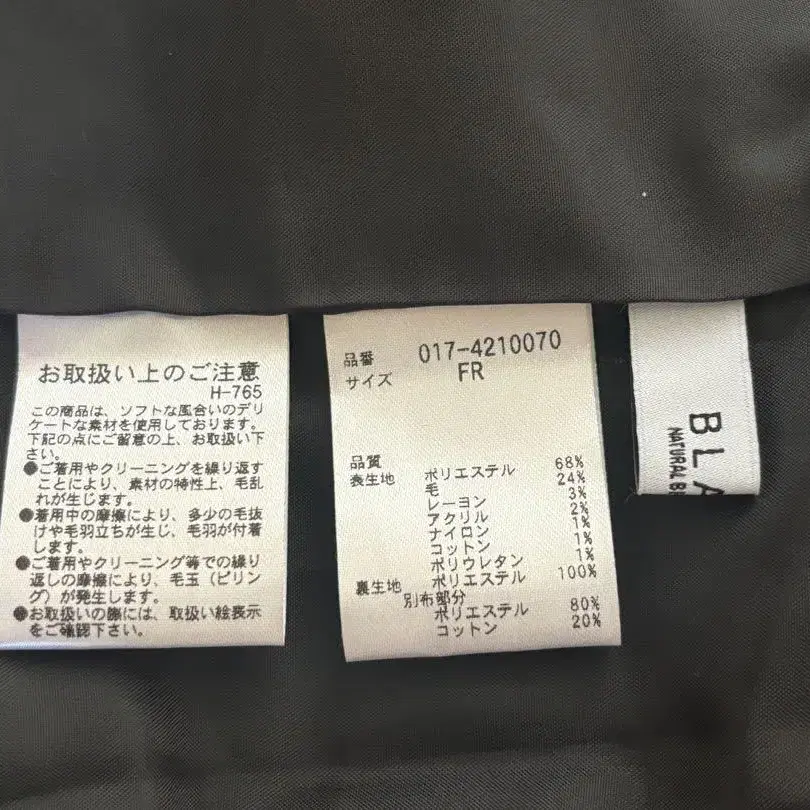 お取扱い上のご注意
H-765
この商品は、ソフトな風合いのデリ
ケートな素材を使用しております。
下記の点にご留意の上、お取扱い下
さい。
●ご着用やクリーニングを繰り返す
ことにより、素材の特性上、毛乱
れが生じます。
●着用中の摩擦により、多少の毛抜
けや毛羽立ちが生じ、毛羽が付着
します。
●ご着用やクリーニング等での繰り
返しの摩擦により、毛玉（ピリン
グ）が発生します。
●お取扱いの際には、取扱い絵表示
をご確認下さい。
品番 017-4210070
サイズ FR
品質
表生地 ポリエステル 68%
毛 24%
レーヨン 3%
アクリル 2%
ナイロン 1%
コットン 1%
ポリウレタン 1%
裏生地 ポリエステル 100%
別布部分
ポリエステル 80%
コットン 20%
BLA
NATURAL B